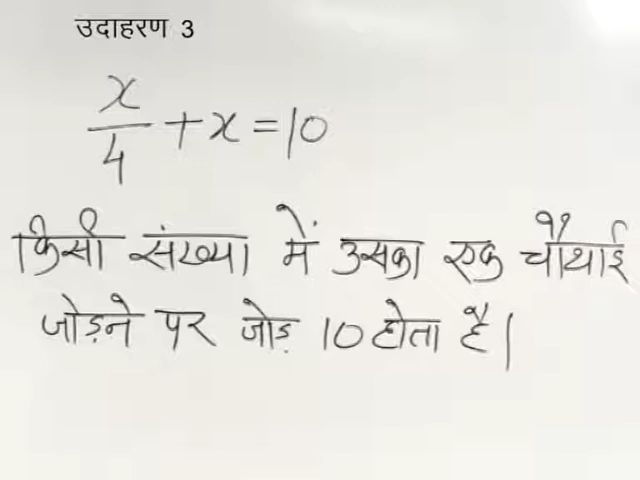 उदाहरण 3
x/4 + x = 10
किसी संख्या में उसका एक चौथाई
जोड़ने पर जोड़ 10 होता है।